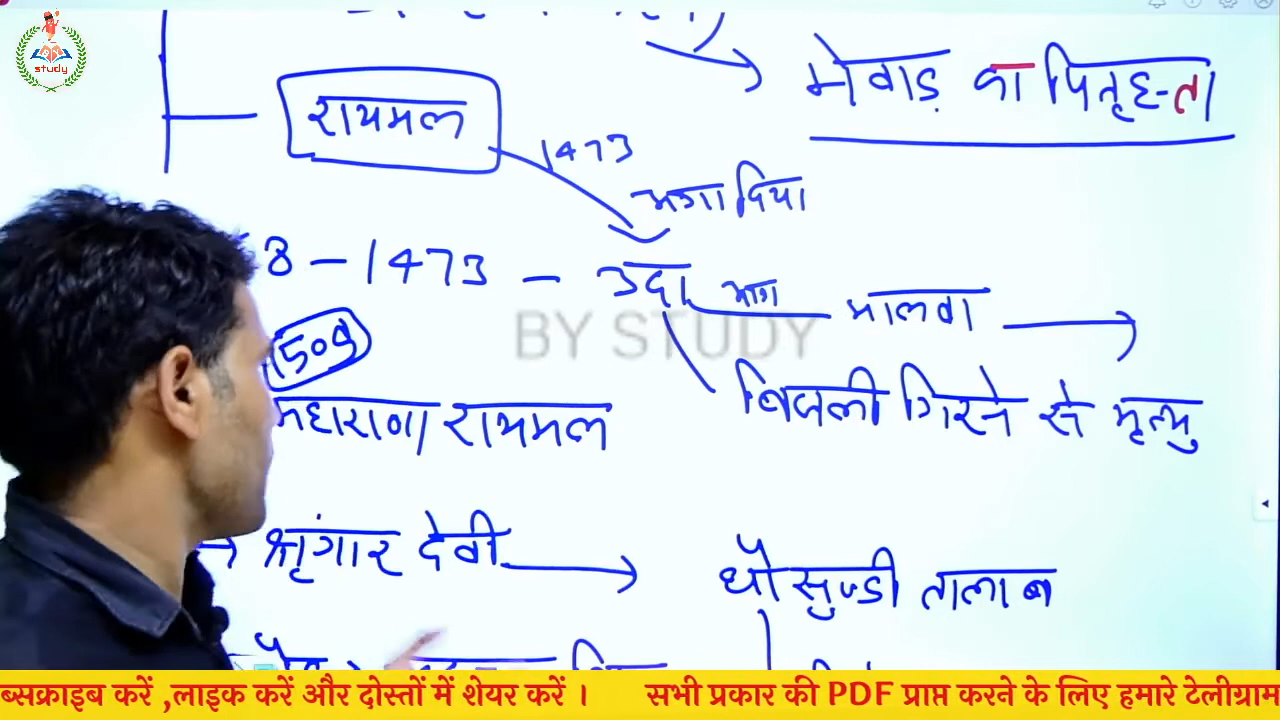 study
मेवाड़ का पितृहन्ता
रायमल
1473
भगा दिया
8 - 1473 - उदा भाग मालवा
BY STUDY
1509
बिजली गिरने से मृत्यु
महाराणा रायमल
→ श्रृंगार देवी → घौसुण्डी तालाब
ब्सक्राइब करें ,लाइक करें और दोस्तों में शेयर करें । सभी प्रकार की PDF प्राप्त करने के लिए हमारे टेलीग्राम